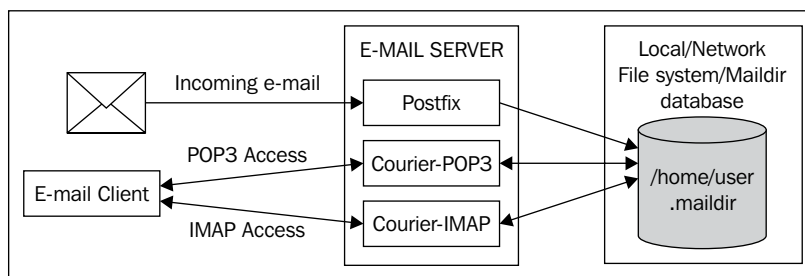 E-MAIL SERVER
Local/Network
File system/Maildir
database
Incoming e-mail
Postfix
POP3 Access
Courier-POP3
/home/user
.maildir
E-mail Client
IMAP Access
Courier-IMAP